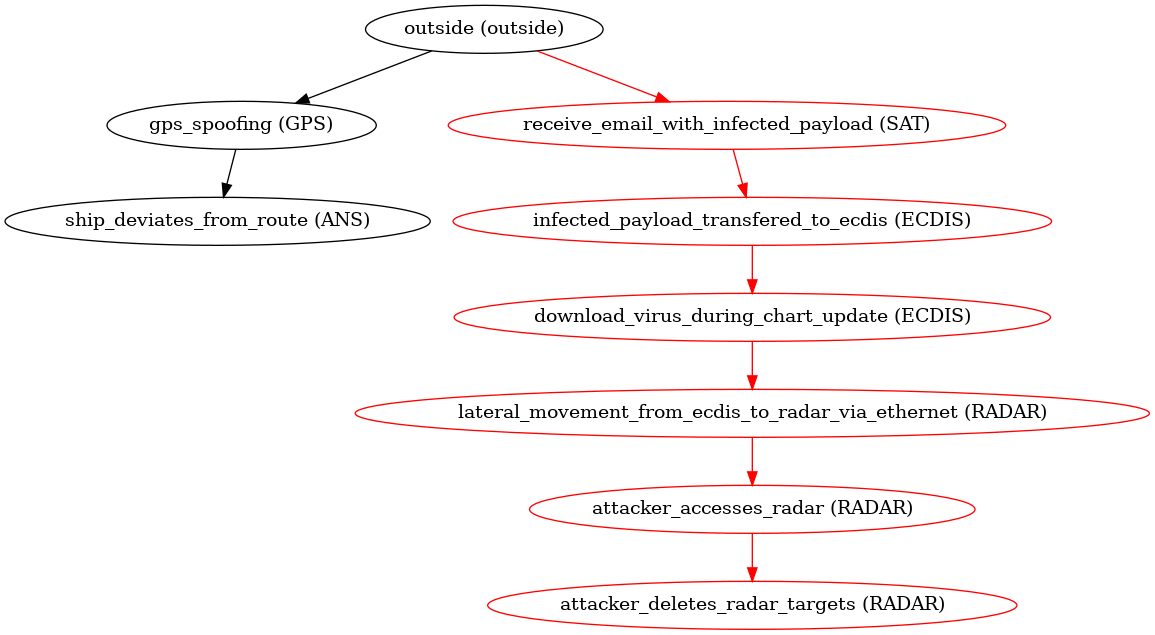 outside (outside)
gps_spoofing (GPS)
receive_email_with_infected_payload (SAT)
ship_deviates_from_route (ANS)
infected_payload_transfered_to_ecdis (ECDIS)
download_virus_during_chart_update (ECDIS)
lateral_movement_from_ecdis_to_radar_via_ethernet (RADAR)
attacker_accesses_radar (RADAR)
attacker_deletes_radar_targets (RADAR)